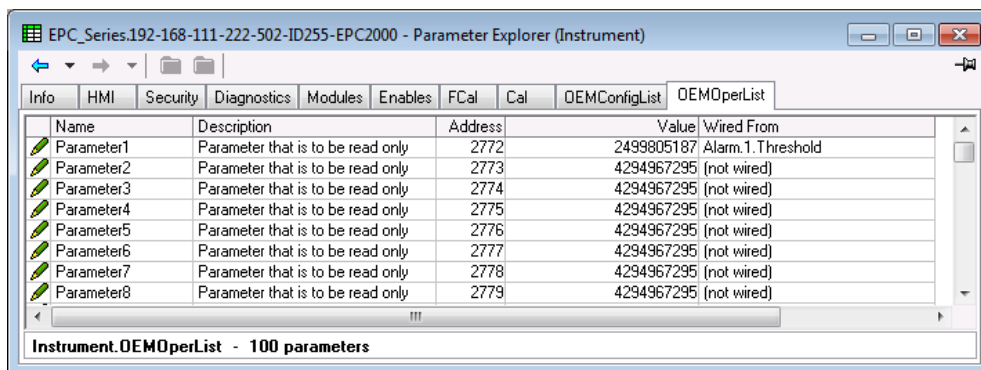 EPC_Series.192-168-111-222-502-ID255-EPC2000 - Parameter Explorer (Instrument)
Info HMI Security Diagnostics Modules Enables FCal Cal OEMConfigList OEMOperList
Name Description Address Value Wired From
Parameter1 Parameter that is to be read only 2772 2499805187 Alarm.1.Threshold
Parameter2 Parameter that is to be read only 2773 4294967295 (not wired)
Parameter3 Parameter that is to be read only 2774 4294967295 (not wired)
Parameter4 Parameter that is to be read only 2775 4294967295 (not wired)
Parameter5 Parameter that is to be read only 2776 4294967295 (not wired)
Parameter6 Parameter that is to be read only 2777 4294967295 (not wired)
Parameter7 Parameter that is to be read only 2778 4294967295 (not wired)
Parameter8 Parameter that is to be read only 2779 4294967295 (not wired)
Instrument.OEMOperList - 100 parameters